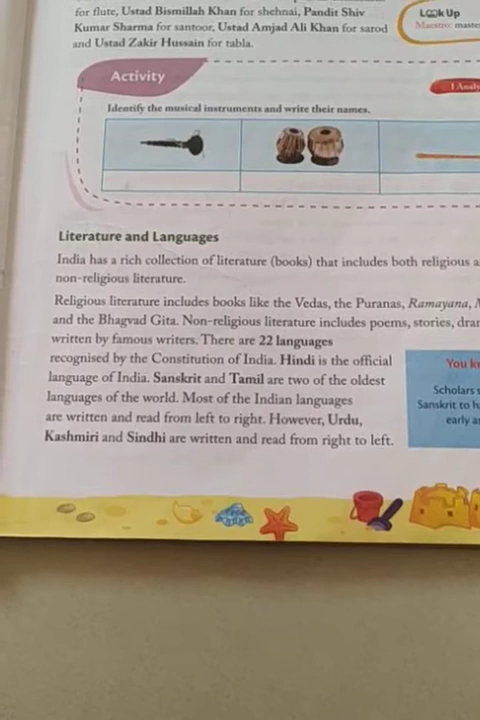 for flute, Ustad Bismillah Khan for shehnai, Pandit Shiv
Kumar Sharma for santoor, Ustad Amjad Ali Khan for sarod
and Ustad Zakir Hussain for tabla.
Look Up
Maestro:
Activity
I
Identify the musical instruments and write their names.
Literature and Languages
India has a rich collection of literature (books) that includes both religious
non-religious literature.
Religious literature includes books like the Vedas, the Puranas, Ramayana,
and the Bhagvad Gita. Non-religious literature includes poems, stories,
written by famous writers. There are 22 languages
recognised by the Constitution of India. Hindi is the official
language of India. Sanskrit and Tamil are two of the oldest
languages of the world. Most of the Indian languages
are written and read from left to right. However, Urdu,
Kashmiri and Sindhi are written and read from right to left.
You
Scholars
Sanskrit to
early